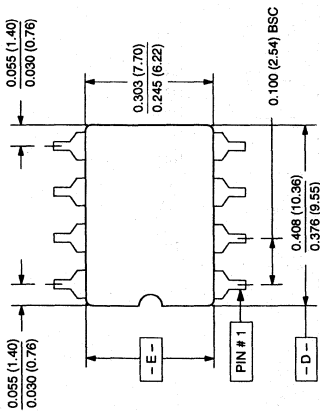 0.055 (1.40)
0.030 (0.76)
0.303 (7.70)
0.245 (6.22)
0.100 (2.54) BSC
0.055 (1.40)
0.030 (0.76)
- E -
PIN # 1
0.408 (10.36)
0.376 (9.55)
- D -